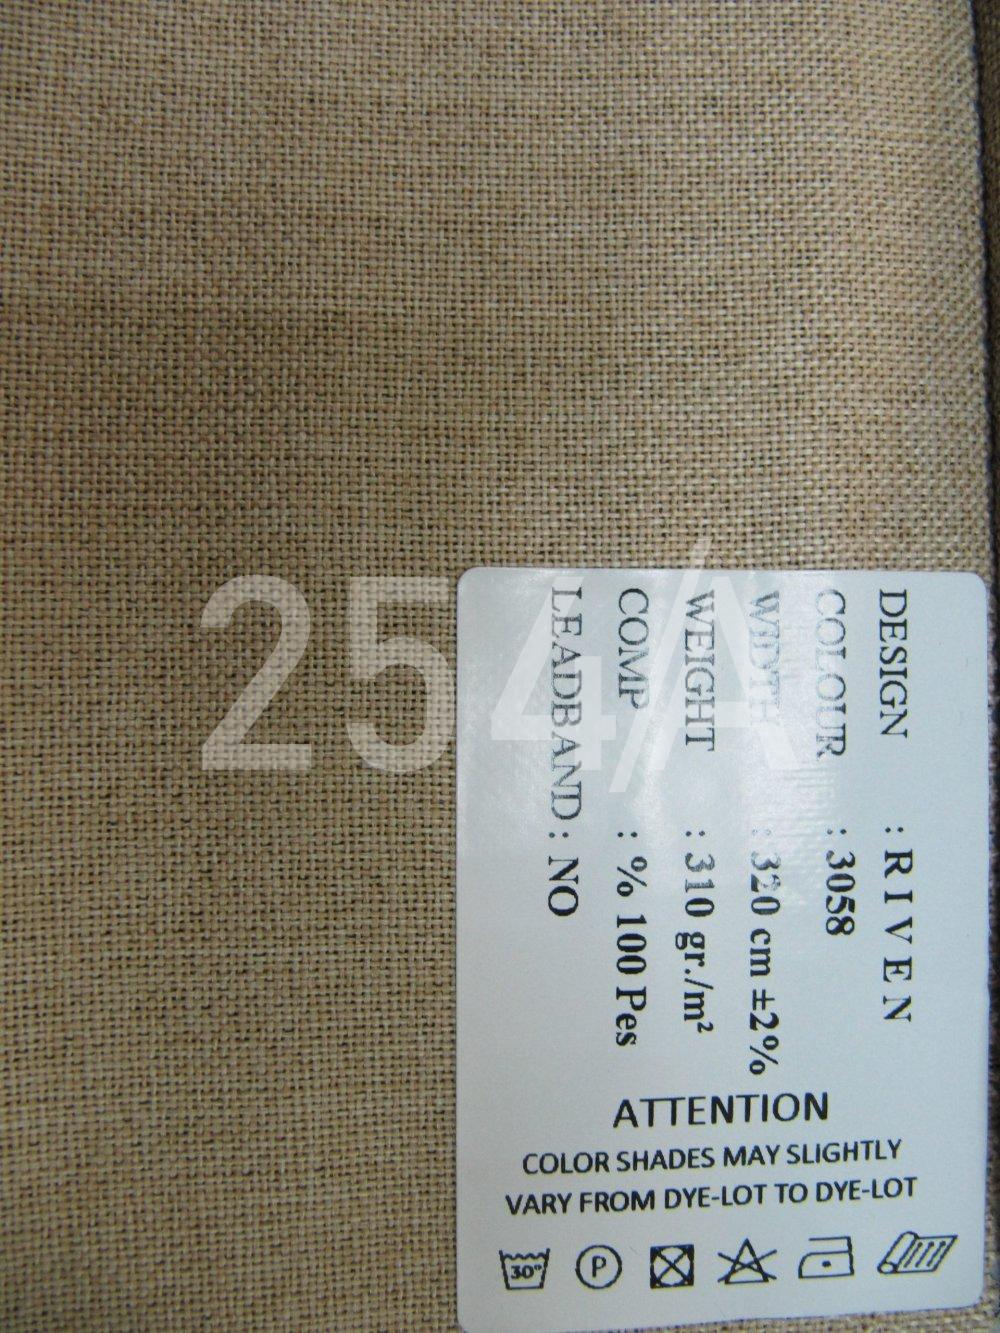 DESIGN : RIVEN
COLOUR : 3058
WIDTH : 320 cm ±2%
WEIGHT : 310 gr./m²
COMP : % 100 Pes
LEADBAND : NO
ATTENTION
COLOR SHADES MAY SLIGHTLY
VARY FROM DYE-LOT TO DYE-LOT
30°
P
254/A